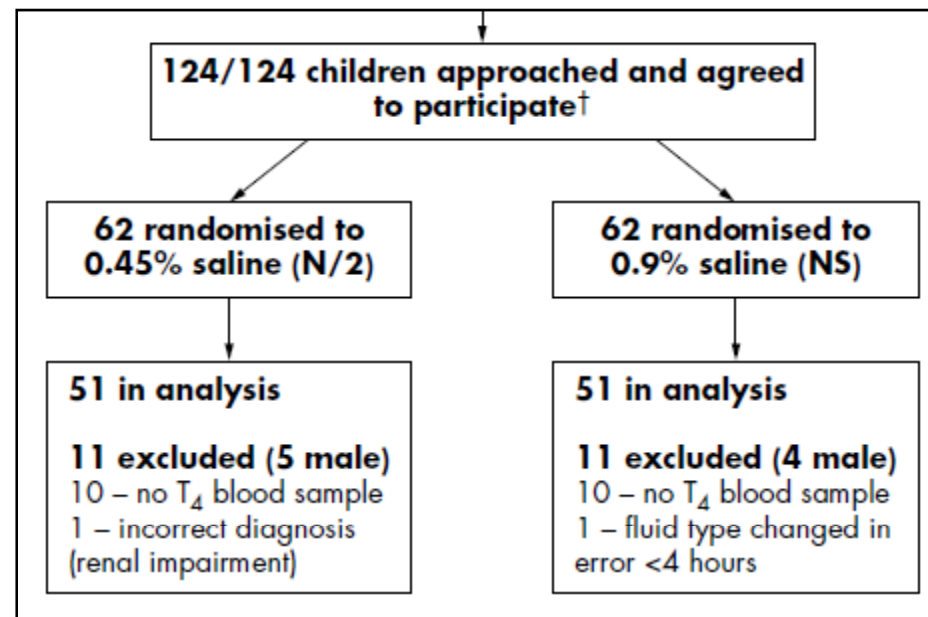 124/124 children approached and agreed
to participate†
62 randomised to
0.45% saline (N/2)
62 randomised to
0.9% saline (NS)
51 in analysis
11 excluded (5 male)
10 – no T₄ blood sample
1 – incorrect diagnosis
(renal impairment)
51 in analysis
11 excluded (4 male)
10 – no T₄ blood sample
1 – fluid type changed in
error <4 hours